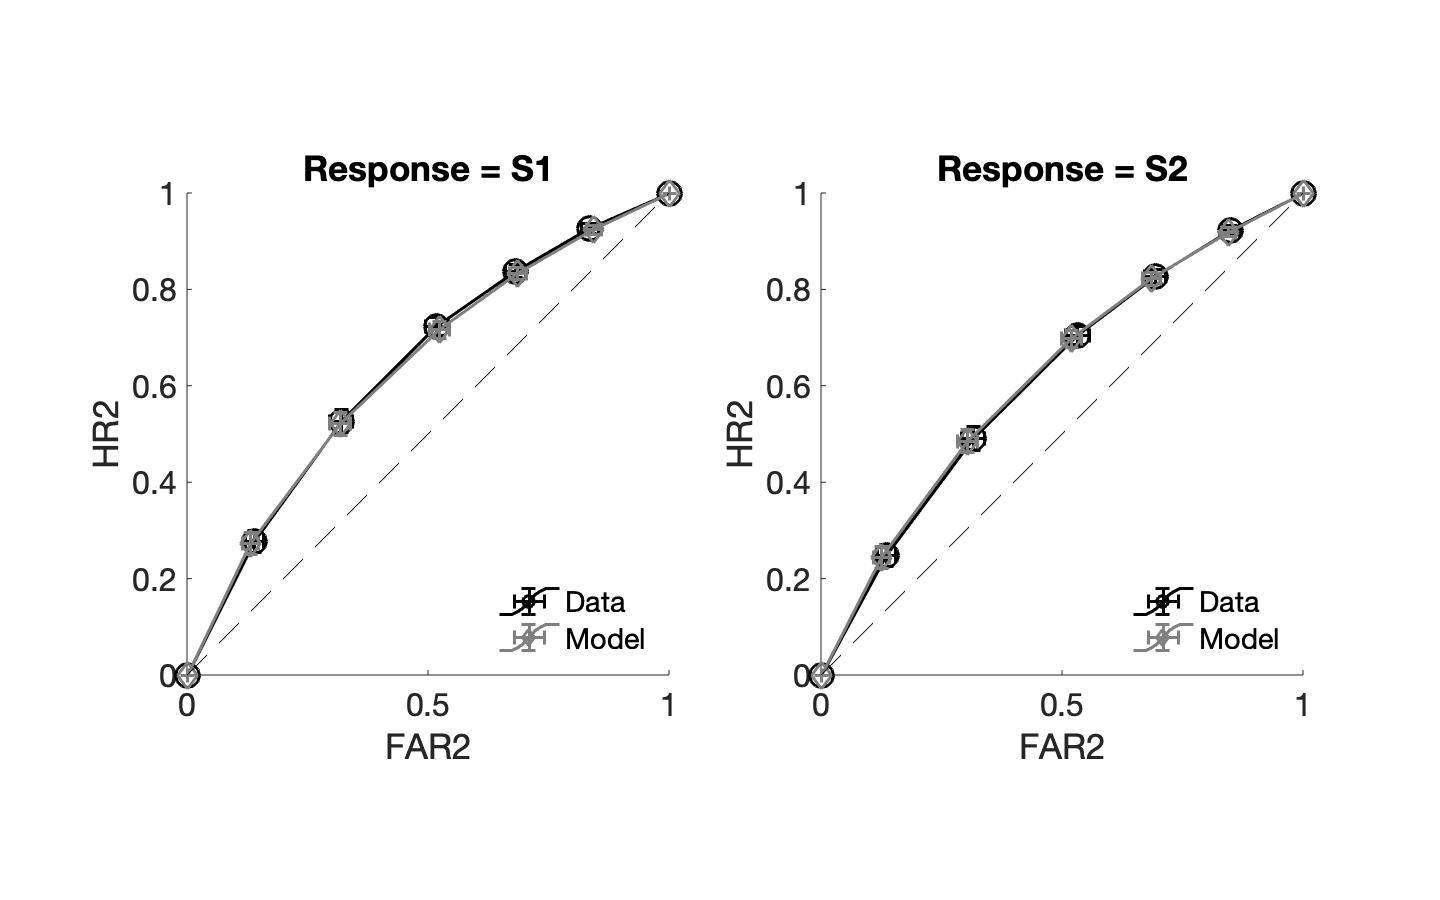 Response = S1
1
0.8
0.6
0.4
0.2
0
HR2
0
0.5
1
FAR2
Data
Model
Response = S2
1
0.8
0.6
0.4
0.2
0
HR2
0
0.5
1
FAR2
Data
Model